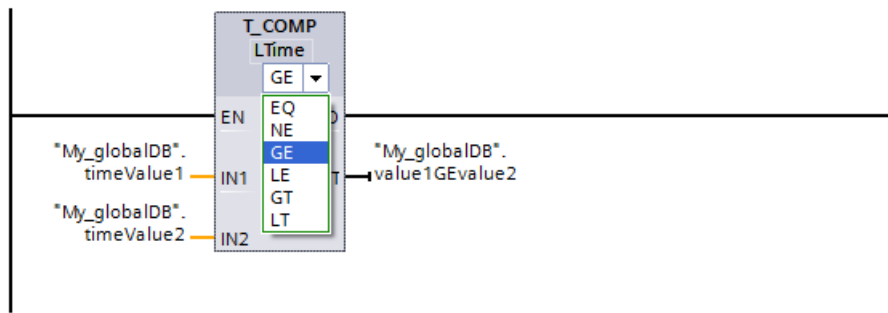 T_COMP
LTime
GE
EN
EQ
NE
GE
LE
GT
LT
"My_globalDB".
timeValue1
IN1
"My_globalDB".
value1GEvalue2
"My_globalDB".
timeValue2
IN2